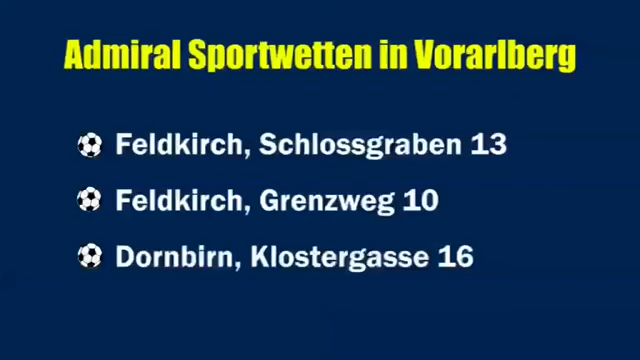 Admiral Sportwetten in Vorarlberg
Feldkirch, Schlossgraben 13
Feldkirch, Grenzweg 10
Dornbirn, Klostergasse 16